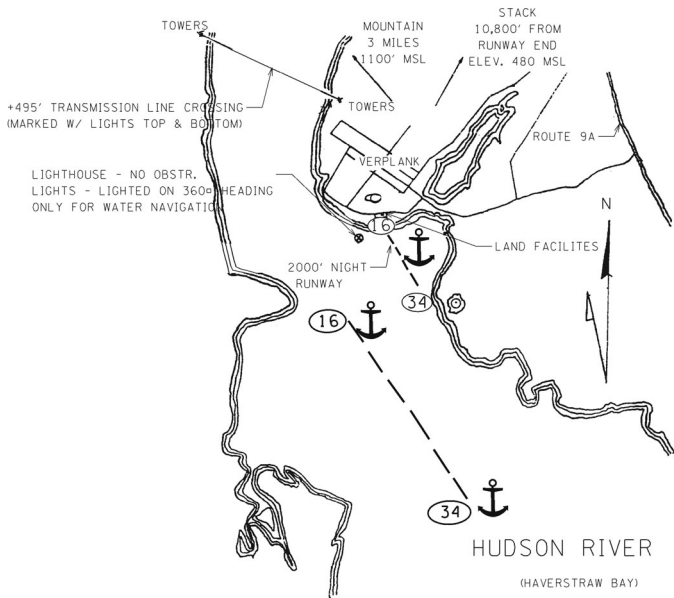 TOWERS
MOUNTAIN
3 MILES
1100' MSL
STACK
10,800' FROM
RUNWAY END
ELEV. 480 MSL
+495' TRANSMISSION LINE CROSSING
(MARKED W/ LIGHTS TOP & BOTTOM)
TOWERS
ROUTE 9A
VERPLANK
LIGHTHOUSE - NO OBSTR.
LIGHTS - LIGHTED ON 360¤ HEADING
ONLY FOR WATER NAVIGATION
N
16
LAND FACILITES
2000' NIGHT
RUNWAY
34
16
34
HUDSON RIVER
(HAVERSTRAW BAY)